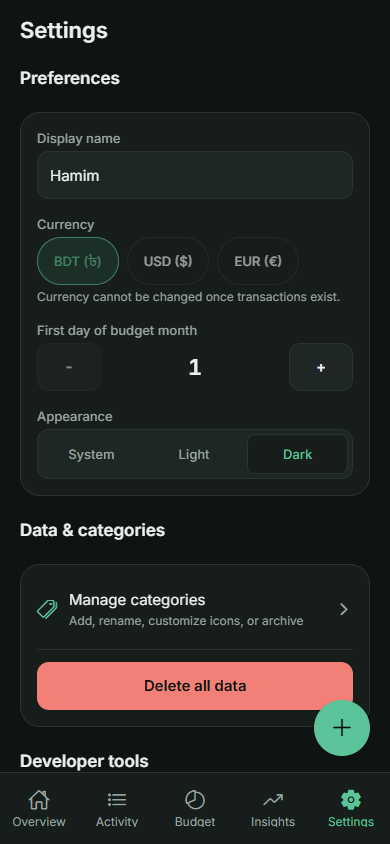 Settings
Preferences
Display name
Hamim
Currency
BDT (৳)
USD ($)
EUR (€)
Currency cannot be changed once transactions exist.
First day of budget month
-
1
+
Appearance
System
Light
Dark
Data & categories
Manage categories
Add, rename, customize icons, or archive
Delete all data
+
Developer tools
Overview
Activity
Budget
Insights
Settings